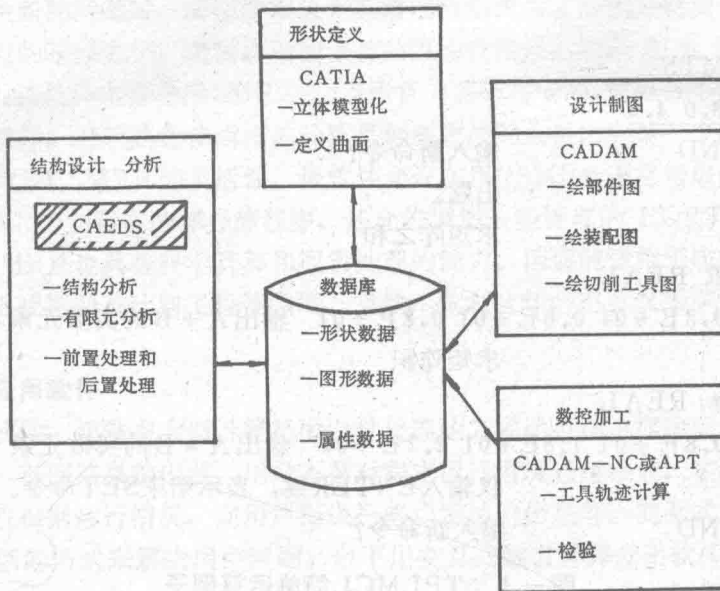 形状定义
CATIA
—立体模型化
—定义曲面
结构设计 分析
CAEDS
—结构分析
—有限元分析
—前置处理和
后置处理
数据库
—形状数据
—图形数据
—属性数据
设计制图
CADAM
—绘部件图
—绘装配图
—绘切削工具图
数控加工
CADAM—NC或APT
—工具轨迹计算
—检验